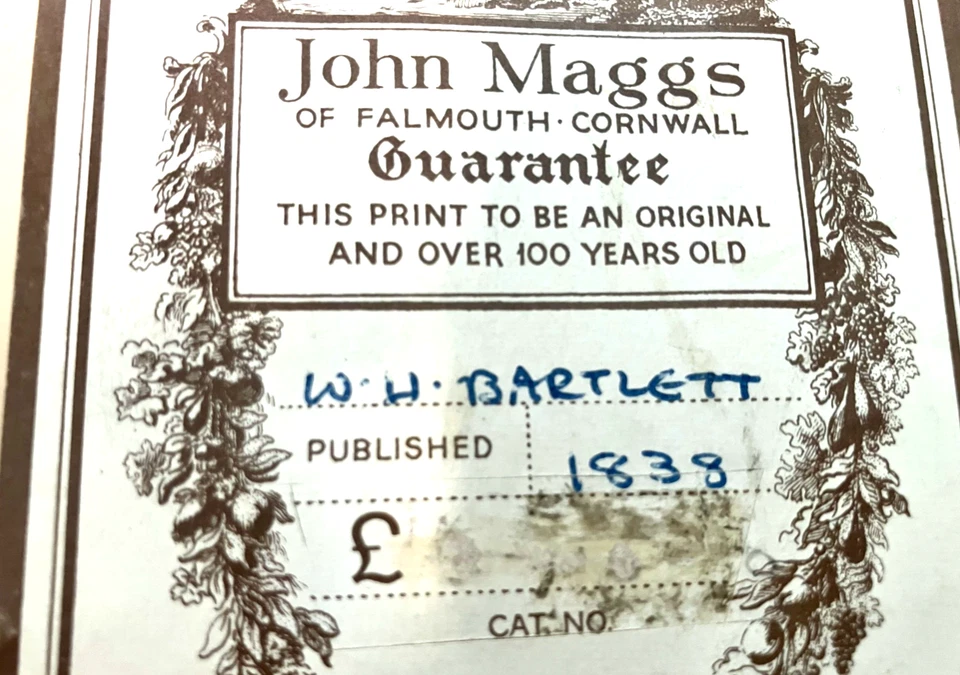 John Maggs
OF FALMOUTH · CORNWALL
Guarantee
THIS PRINT TO BE AN ORIGINAL
AND OVER 100 YEARS OLD
W. H. BARTLETT
PUBLISHED 1838
£
CAT. NO.